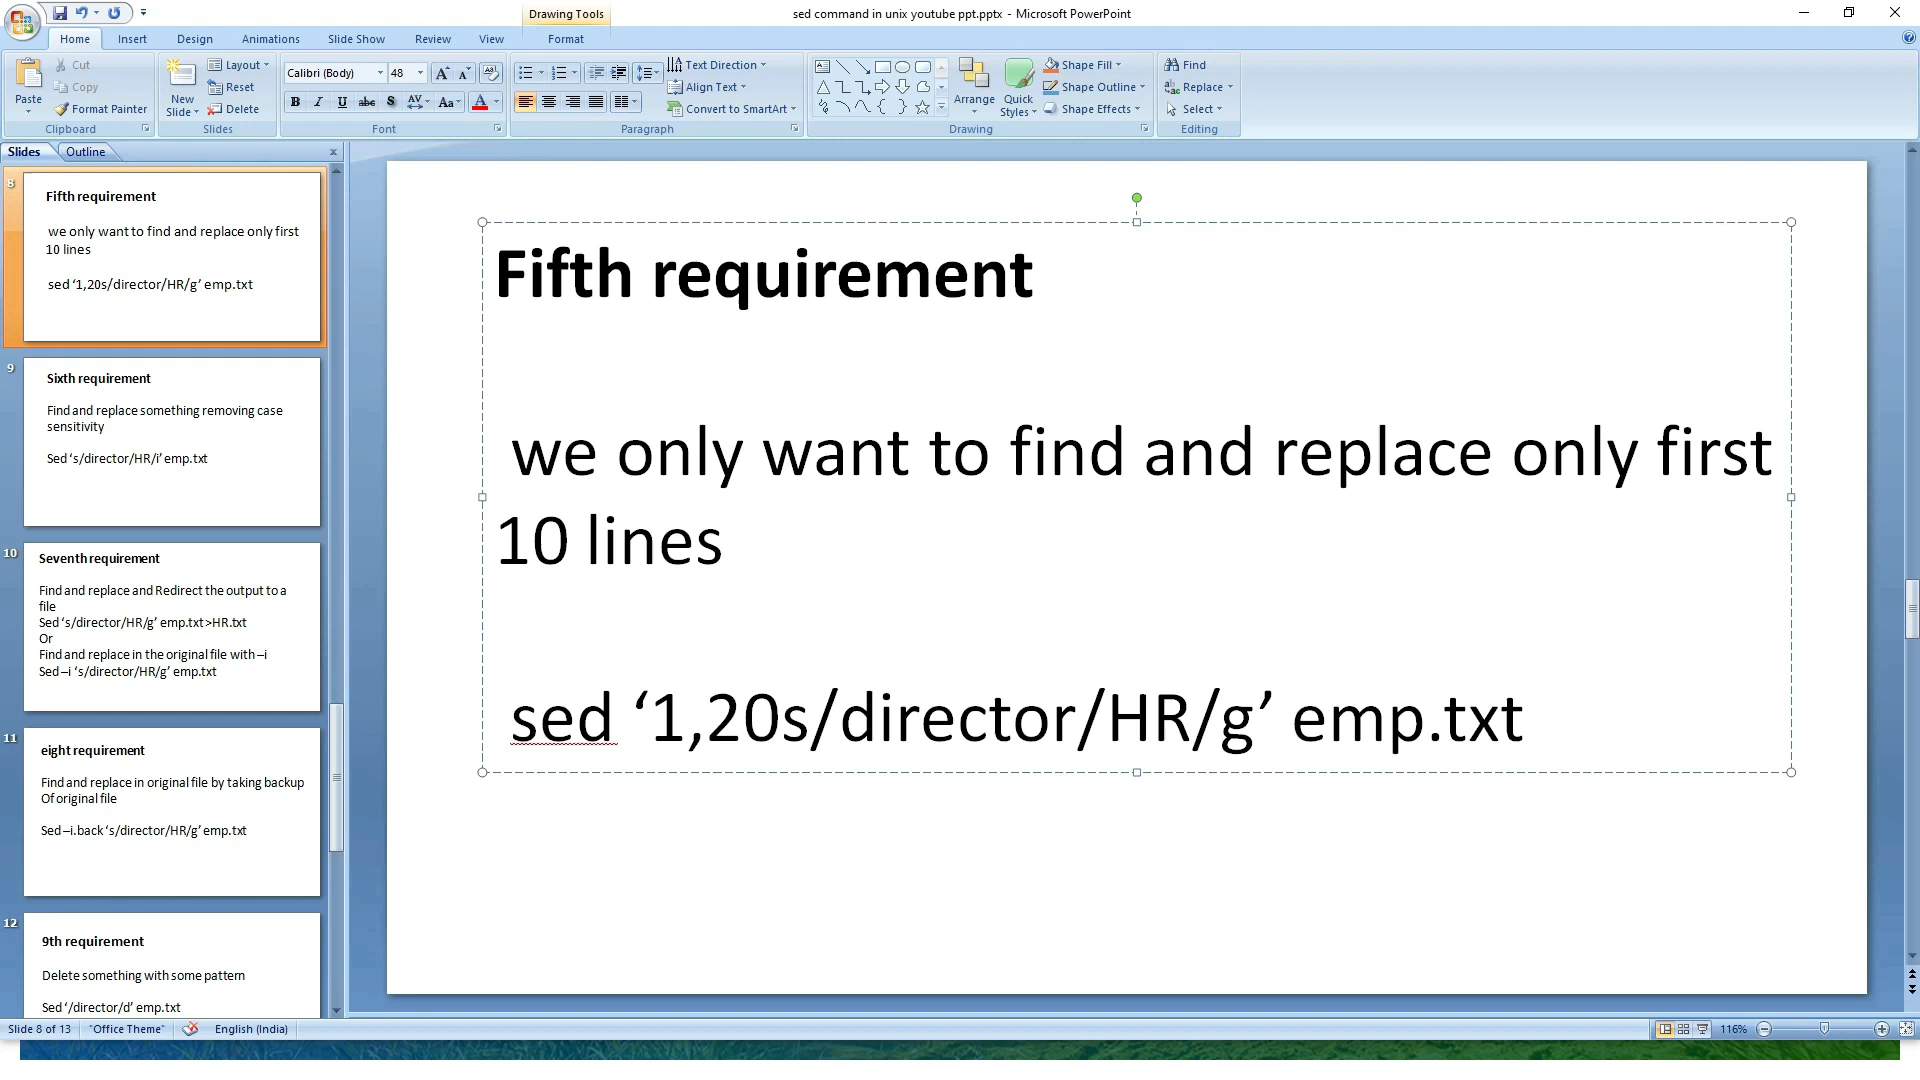 Drawing Tools
sed command in unix youtube ppt.pptx - Microsoft PowerPoint
Home Insert Design Animations Slide Show Review View Format
Paste
Cut
Copy
Format Painter
Clipboard
New Slide
Layout
Reset
Delete
Slides
Calibri (Body) 48
Font
Text Direction
Align Text
Convert to SmartArt
Paragraph
Arrange
Quick Styles
Shape Fill
Shape Outline
Shape Effects
Drawing
Find
Replace
Select
Editing
Slides Outline
8
Fifth requirement
we only want to find and replace only first
10 lines
sed ‘1,20s/director/HR/g’ emp.txt
9
Sixth requirement
Find and replace something removing case
sensitivity
Sed ‘s/director/HR/i’ emp.txt
10
Seventh requirement
Find and replace and Redirect the output to a
file
Sed ‘s/director/HR/g’ emp.txt>HR.txt
Or
Find and replace in the original file with –i
Sed –i ‘s/director/HR/g’ emp.txt
11
eight requirement
Find and replace in original file by taking backup
Of original file
Sed –i.back ‘s/director/HR/g’ emp.txt
12
9th requirement
Delete something with some pattern
Sed ‘/director/d’ emp.txt
Fifth requirement
we only want to find and replace only first
10 lines
sed ‘1,20s/director/HR/g’ emp.txt
Slide 8 of 13 "Office Theme" English (India) 116%